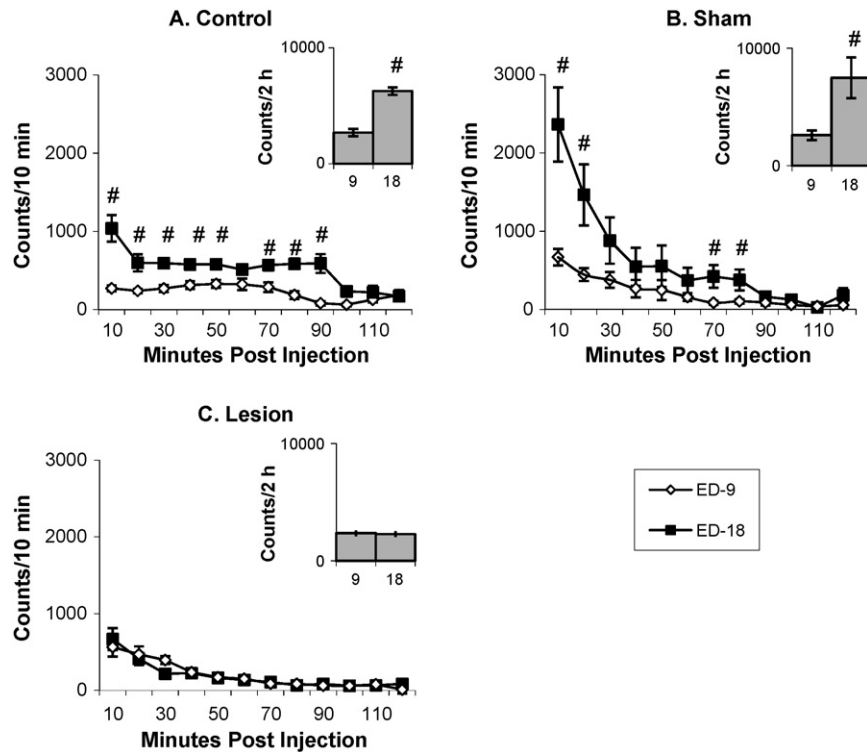 A. Control
10000
Counts/2 h
0
9
18
#
3000
2000
1000
0
Counts/10 min
# # # # # # # #
10 30 50 70 90 110
Minutes Post Injection
B. Sham
10000
Counts/2 h
0
9
18
#
3000
2000
1000
0
Counts/10 min
# # # #
10 30 50 70 90 110
Minutes Post Injection
C. Lesion
10000
Counts/2 h
0
9
18
3000
2000
1000
0
Counts/10 min
10 30 50 70 90 110
Minutes Post Injection
ED-9
ED-18